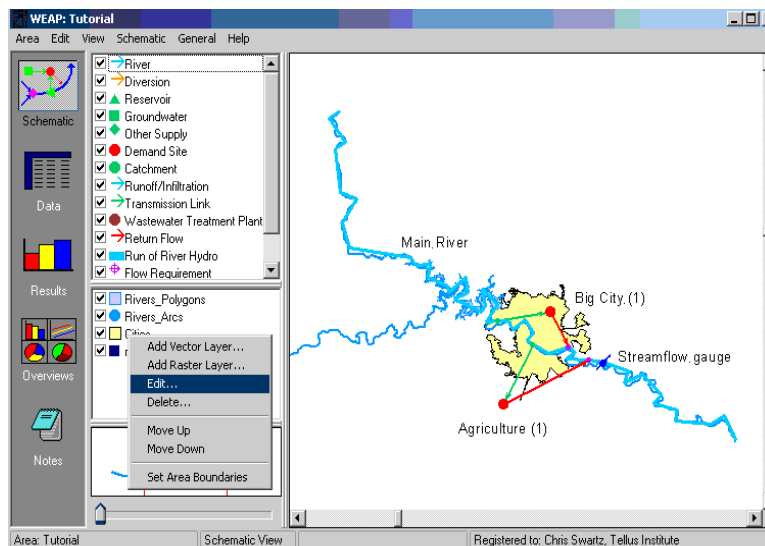 WEAP: Tutorial
Area Edit View Schematic General Help
Schematic
Data
Results
Overviews
Notes
River
Diversion
Reservoir
Groundwater
Other Supply
Demand Site
Catchment
Runoff/Infiltration
Transmission Link
Wastewater Treatment Plant
Return Flow
Run of River Hydro
Flow Requirement
Rivers_Polygons
Rivers_Arcs
Cities
Add Vector Layer...
Add Raster Layer...
Edit...
Delete...
Move Up
Move Down
Set Area Boundaries
Main, River
Big City, (1)
Streamflow, gauge
Agriculture (1)
Area: Tutorial
Schematic View
Registered to: Chris Swartz, Tellus Institute